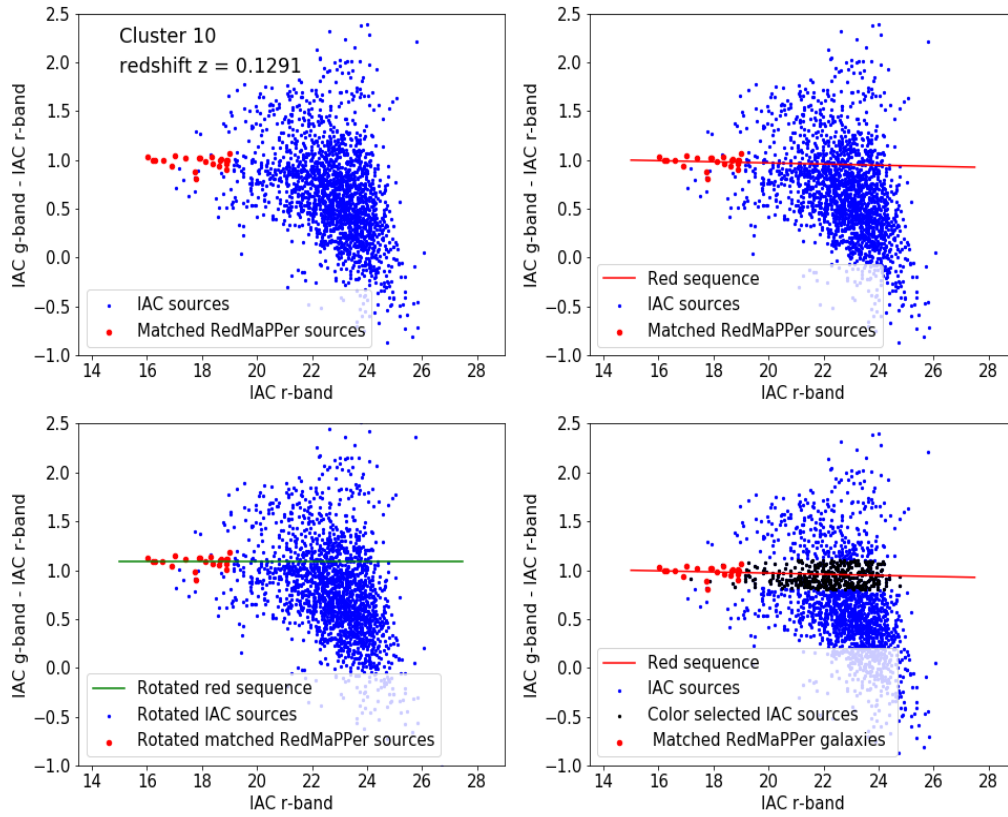 2.5
2.0
1.5
1.0
0.5
0.0
−0.5
−1.0
IAC g-band - IAC r-band
Cluster 10
redshift z = 0.1291
IAC sources
Matched RedMaPPer sources
14 16 18 20 22 24 26 28
IAC r-band
2.5
2.0
1.5
1.0
0.5
0.0
−0.5
−1.0
IAC g-band - IAC r-band
Red sequence
IAC sources
Matched RedMaPPer sources
14 16 18 20 22 24 26 28
IAC r-band
2.5
2.0
1.5
1.0
0.5
0.0
−0.5
−1.0
IAC g-band - IAC r-band
Rotated red sequence
Rotated IAC sources
Rotated matched RedMaPPer sources
14 16 18 20 22 24 26 28
IAC r-band
2.5
2.0
1.5
1.0
0.5
0.0
−0.5
−1.0
IAC g-band - IAC r-band
Red sequence
IAC sources
Color selected IAC sources
Matched RedMaPPer galaxies
14 16 18 20 22 24 26 28
IAC r-band